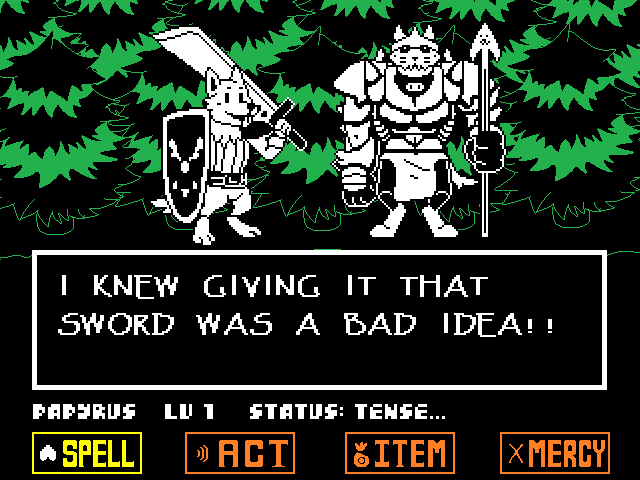 I KNEW GIVING IT THAT
SWORD WAS A BAD IDEA!!
PAPYRUS LV 1 STATUS: TENSE...
SPELL ACT ITEM MERCY